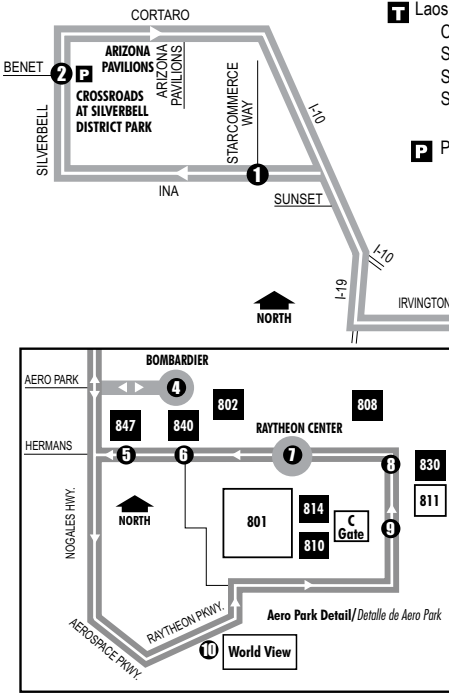 CORTARO
T Laos
C
S
S
S
P P
BENET
2 P
ARIZONA
PAVILIONS
ARIZONA
PAVILIONS
CROSSROADS
AT SILVERBELL
DISTRICT PARK
STARCOMMERCE
WAY
I-10
SILVERBELL
1
INA
SUNSET
I-10
I-19
NORTH
IRVINGTON
BOMBARDIER
AERO PARK
4
802
808
847
840
RAYTHEON CENTER
HERMANS
5
6
7
8
830
811
NORTH
NOGALES HWY.
801
814
810
C
Gate
9
RAYTHEON PKWY.
AEROSPACE PKWY.
Aero Park Detail/Detalle de Aero Park
10
World View